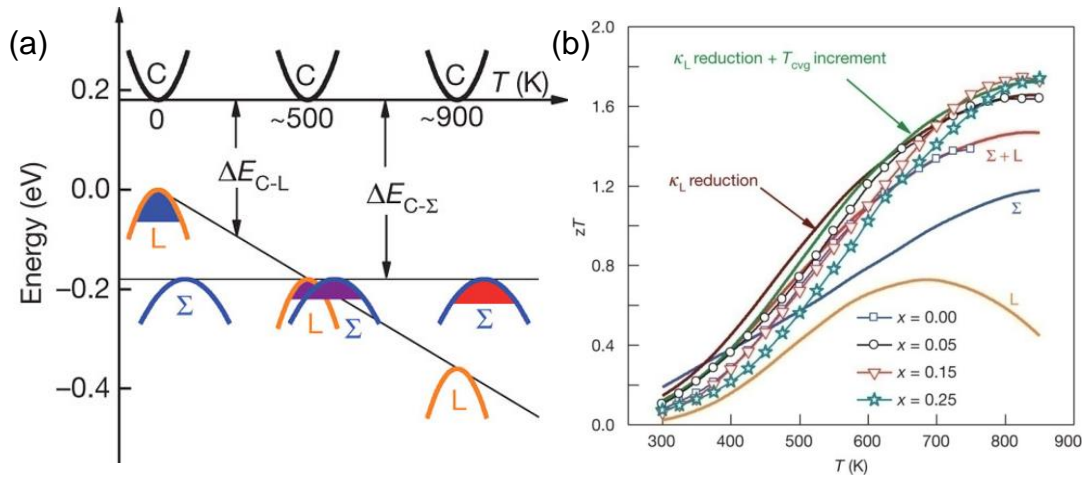 (a)
Energy (eV)
0.2
0.0
−0.2
−0.4
C
C
C
T (K)
0
~500
~900
ΔE_C-L
ΔE_C-Σ
L
Σ
L
Σ
Σ
L
(b)
zT
2.0
1.6
1.2
0.8
0.4
0.0
κ_L reduction + T_cvg increment
κ_L reduction
Σ + L
Σ
L
x = 0.00
x = 0.05
x = 0.15
x = 0.25
300
400
500
600
700
800
900
T (K)